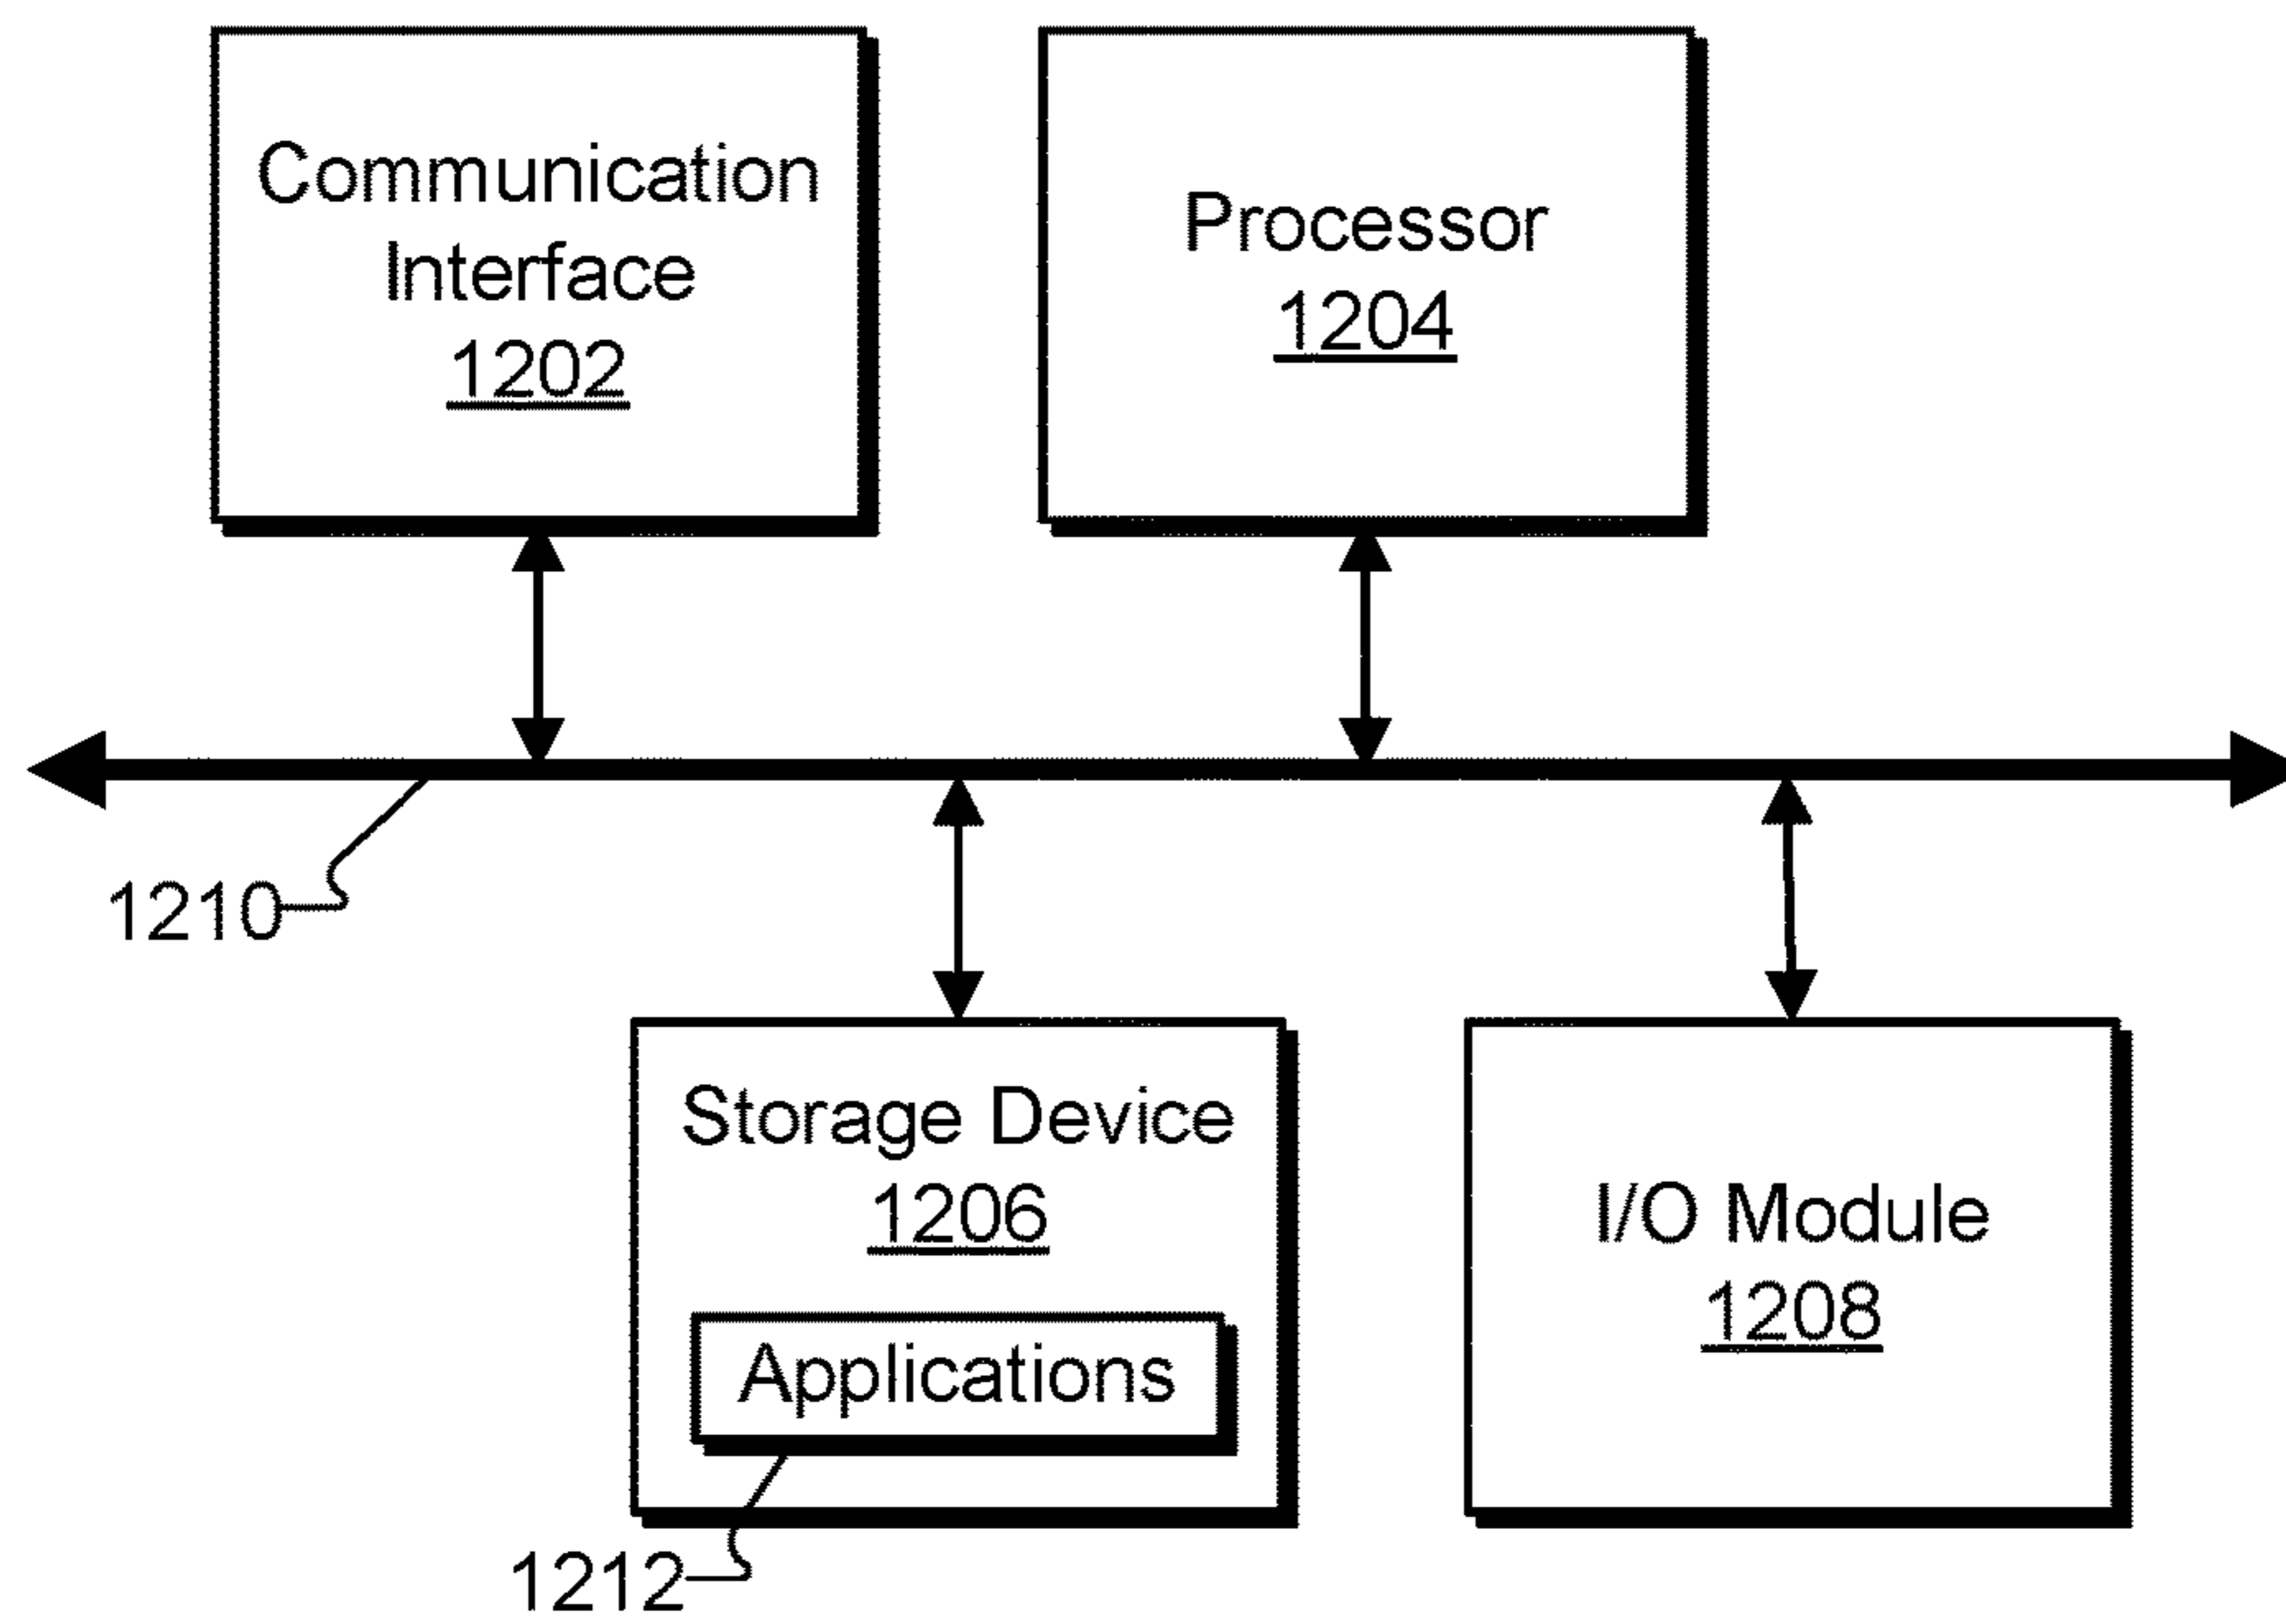 Communication
Interface
1202
Processor
1204
1210
Storage Device
1206
Applications
1212
I/O Module
1208